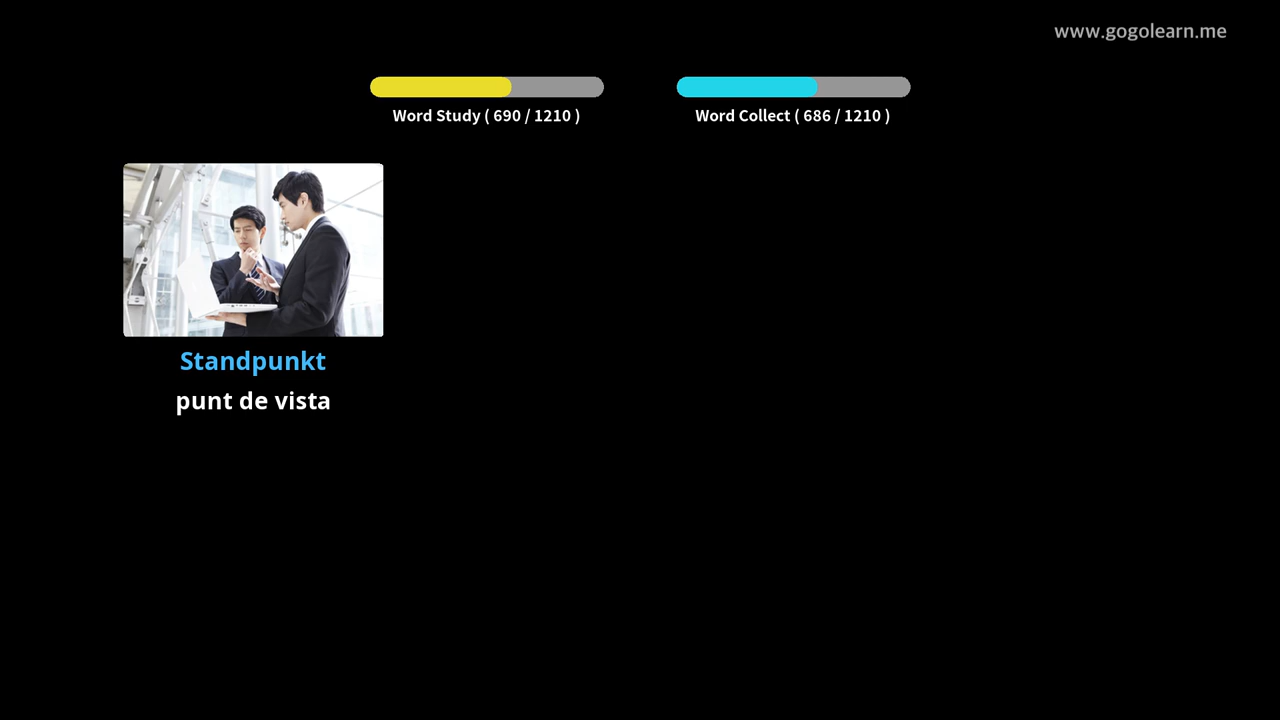 www.gogolearn.me
Word Study ( 690 / 1210 )
Word Collect ( 686 / 1210 )
Standpunkt
punt de vista